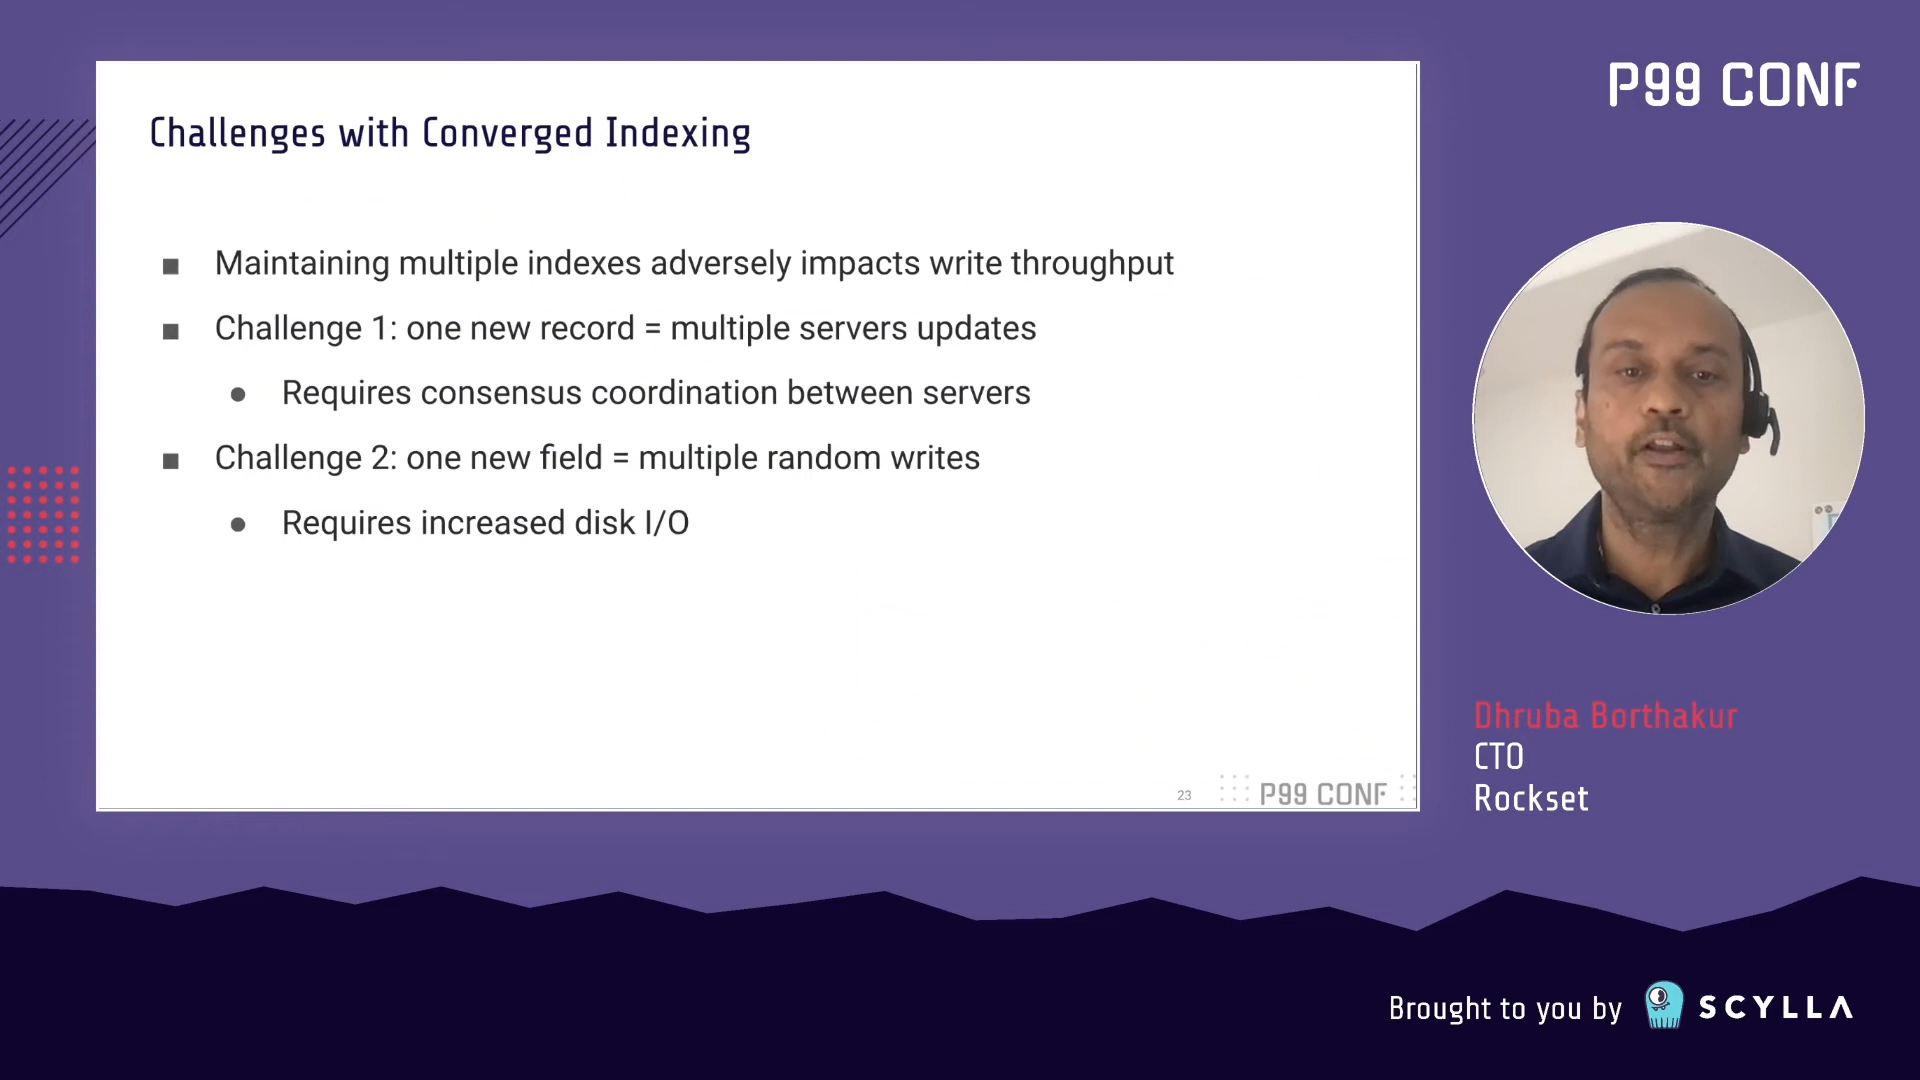 P99 CONF
Challenges with Converged Indexing
Maintaining multiple indexes adversely impacts write throughput
Challenge 1: one new record = multiple servers updates
Requires consensus coordination between servers
Challenge 2: one new field = multiple random writes
Requires increased disk I/O
23
P99 CONF
Dhruba Borthakur
CTO
Rockset
Brought to you by SCYLLA